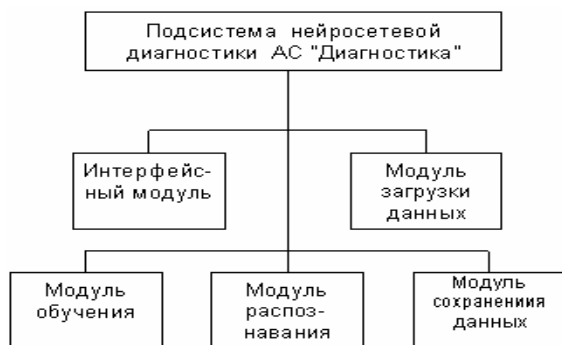 Подсистема нейросетевой
диагностики АС "Диагностика"
Интерфейс-
ный модуль
Модуль
загрузки
данных
Модуль
обучения
Модуль
распоз-
навания
Модуль
сохранениия
данных